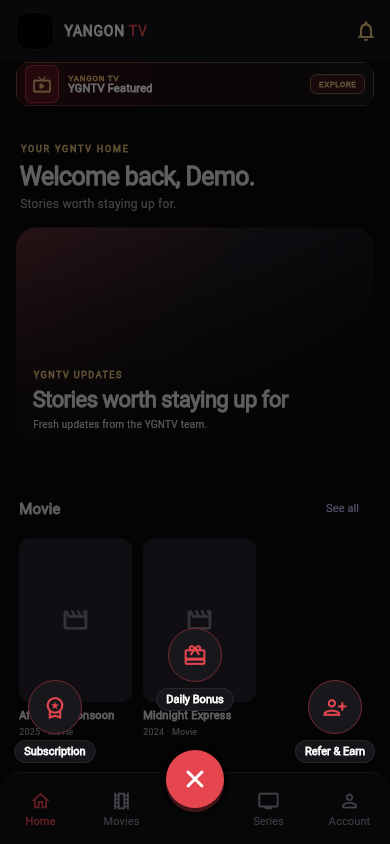 YANGON TV
YANGON TV
YGNTV Featured
EXPLORE
YOUR YGNTV HOME
Welcome back, Demo.
Stories worth staying up for.
YGNTV UPDATES
Stories worth staying up for
Fresh updates from the YGNTV team.
Movie
See all
Daily Bonus
Midnight Express
2025
2024 · Movie
Subscription
Refer & Earn
Home
Movies
Series
Account